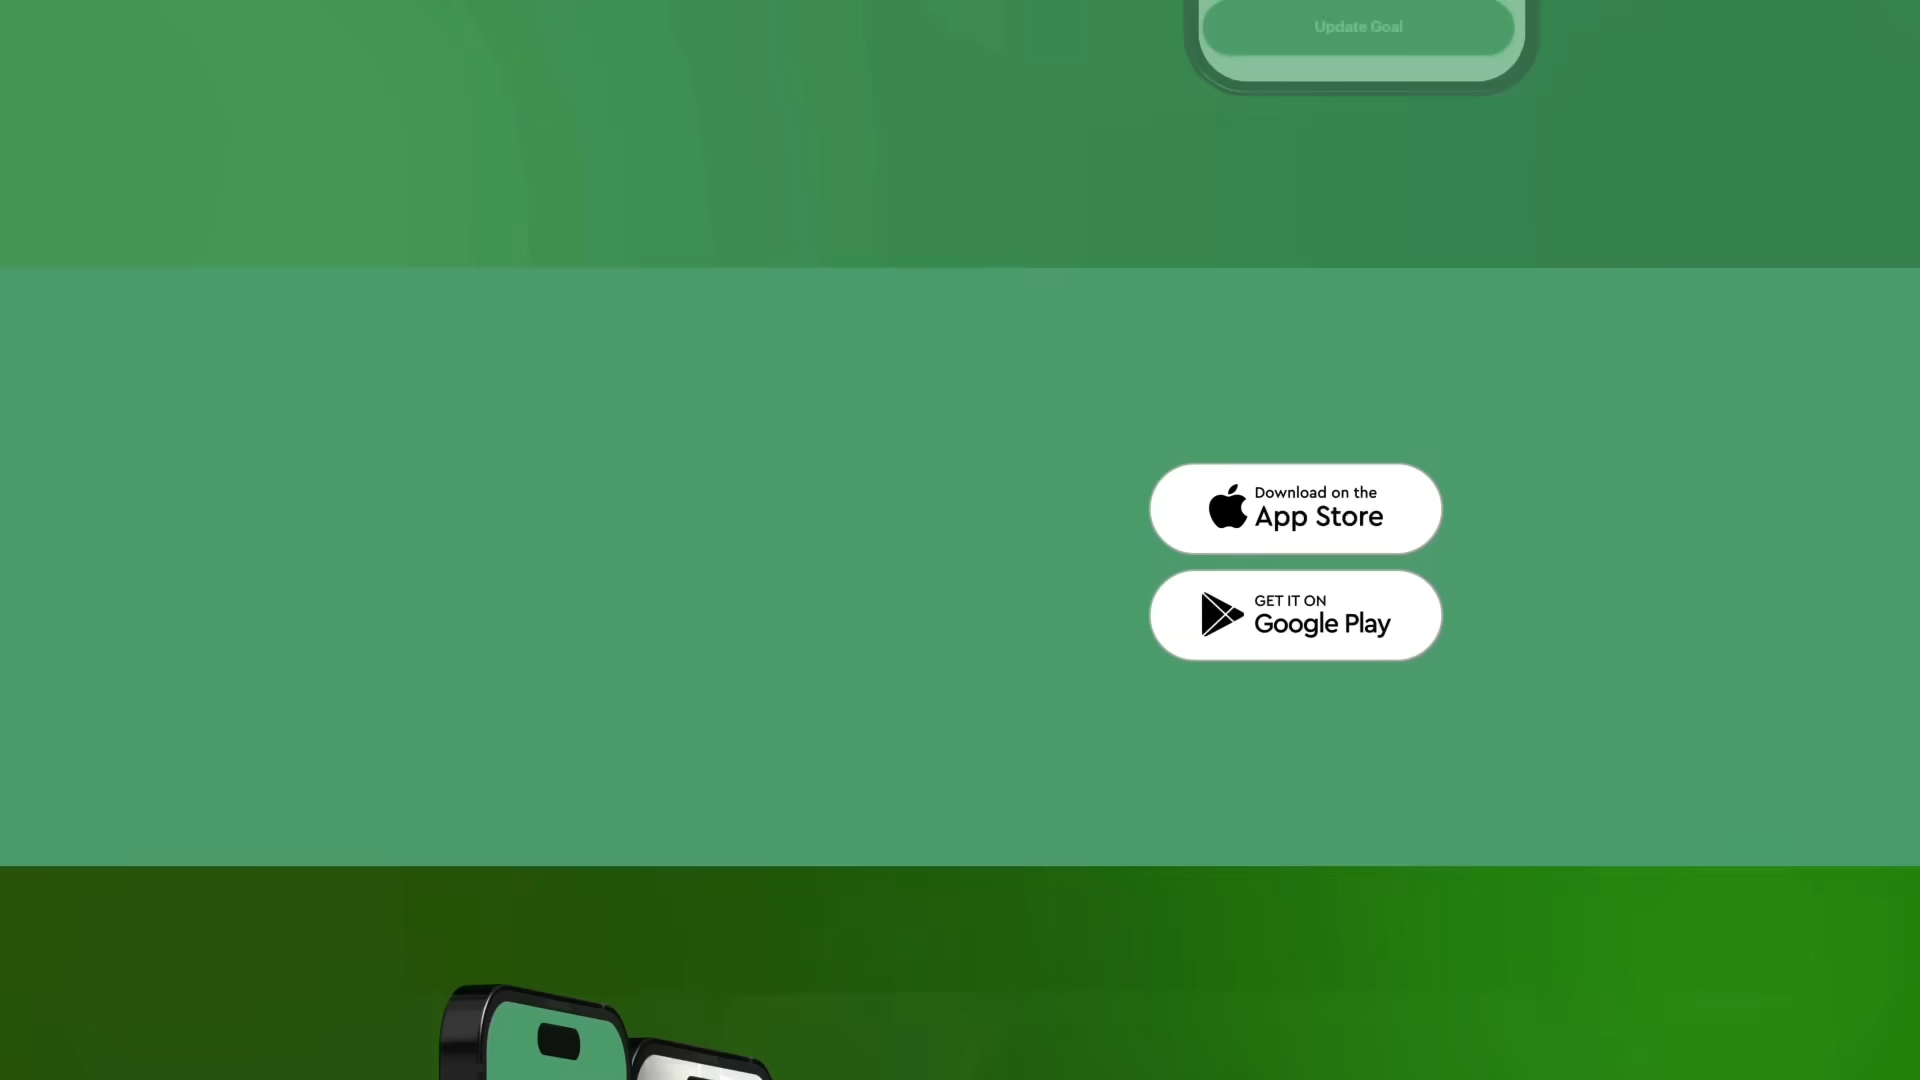 Update Goal
Download on the
App Store
GET IT ON
Google Play